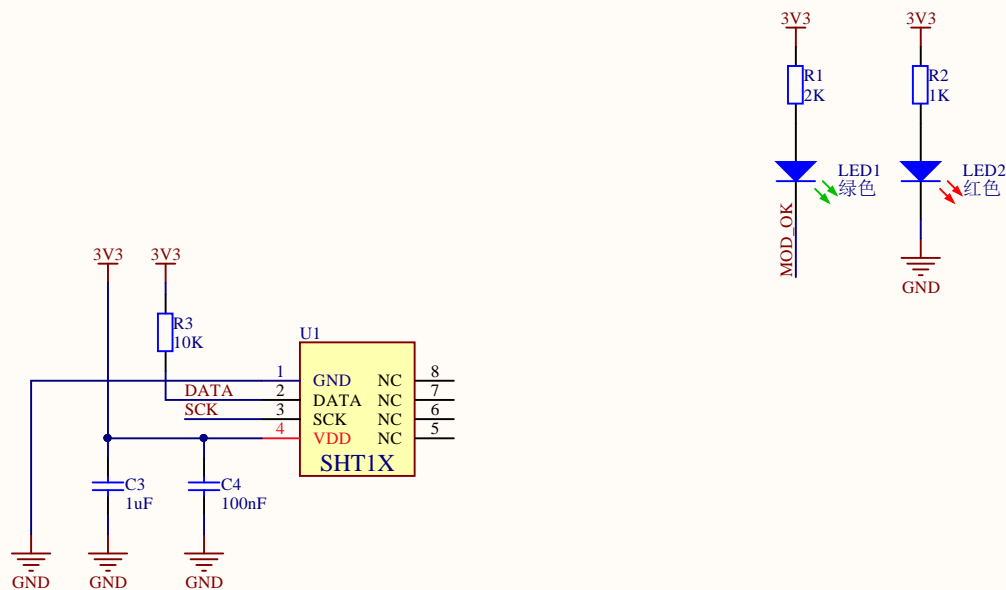 3V3
R1
2K
LED1
绿色
MOD_OK
3V3
R2
1K
LED2
红色
GND
3V3
3V3
R3
10K
U1
1
GND
NC
8
DATA
2
DATA
NC
7
SCK
3
SCK
NC
6
4
VDD
NC
5
SHT1X
C3
1uF
C4
100nF
GND
GND
GND